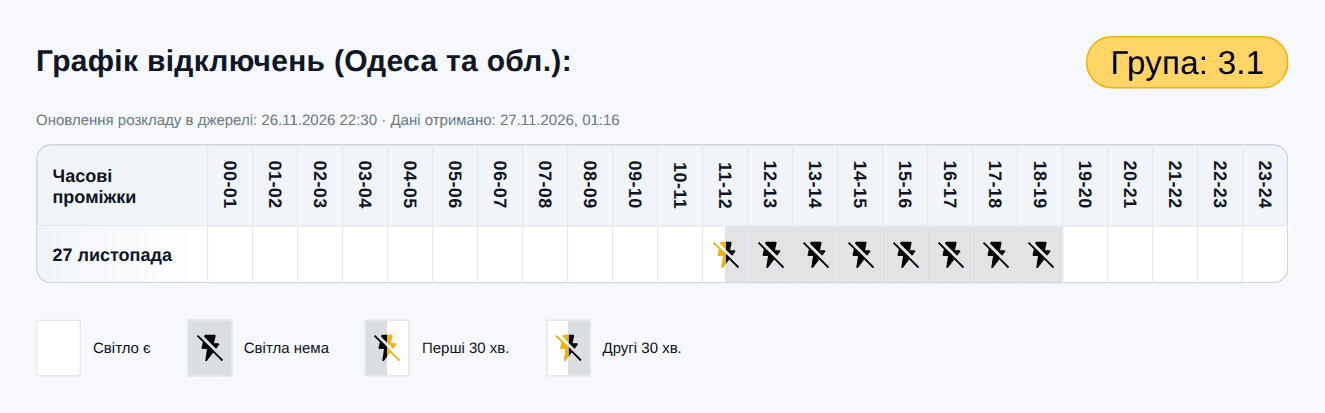 Графік відключень (Одеса та обл.):
Група: 3.1
Оновлення розкладу в джерелі: 26.11.2026 22:30 · Дані отримано: 27.11.2026, 01:16
Часові
проміжки
00-01
01-02
02-03
03-04
04-05
05-06
06-07
07-08
08-09
09-10
10-11
11-12
12-13
13-14
14-15
15-16
16-17
17-18
18-19
19-20
20-21
21-22
22-23
23-24
27 листопада
Світло є
Світла нема
Перші 30 хв.
Другі 30 хв.